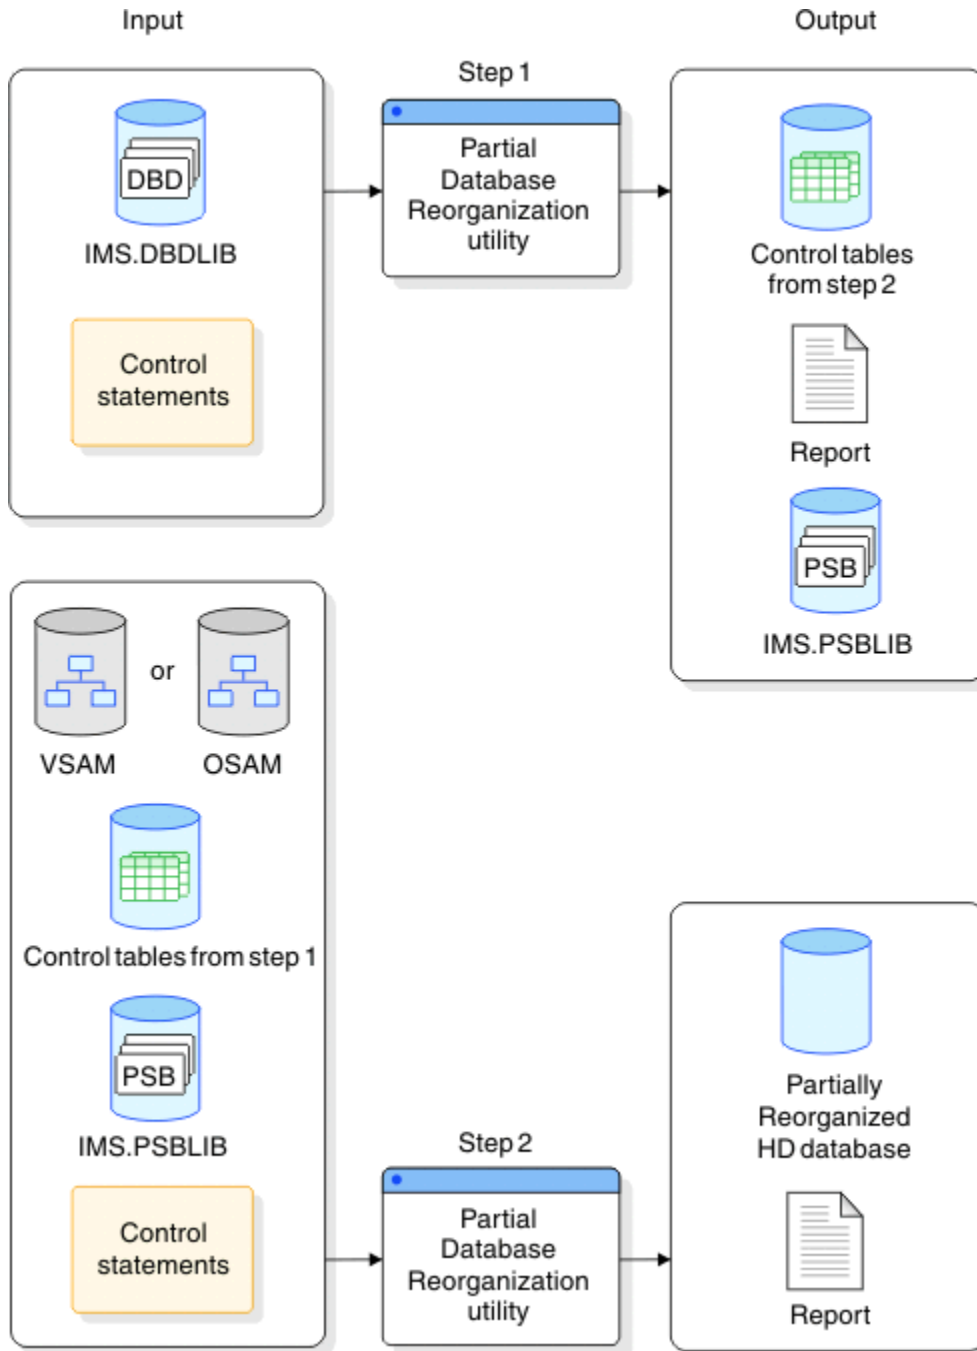 Input
Output
Step 1
DBD
IMS.DBDLIB
Control
statements
Partial
Database
Reorganization
utility
Control tables
from step 2
Report
PSB
IMS.PSBLIB
or
VSAM
OSAM
Control tables from step 1
PSB
IMS.PSBLIB
Control
statements
Step 2
Partial
Database
Reorganization
utility
Partially
Reorganized
HD database
Report